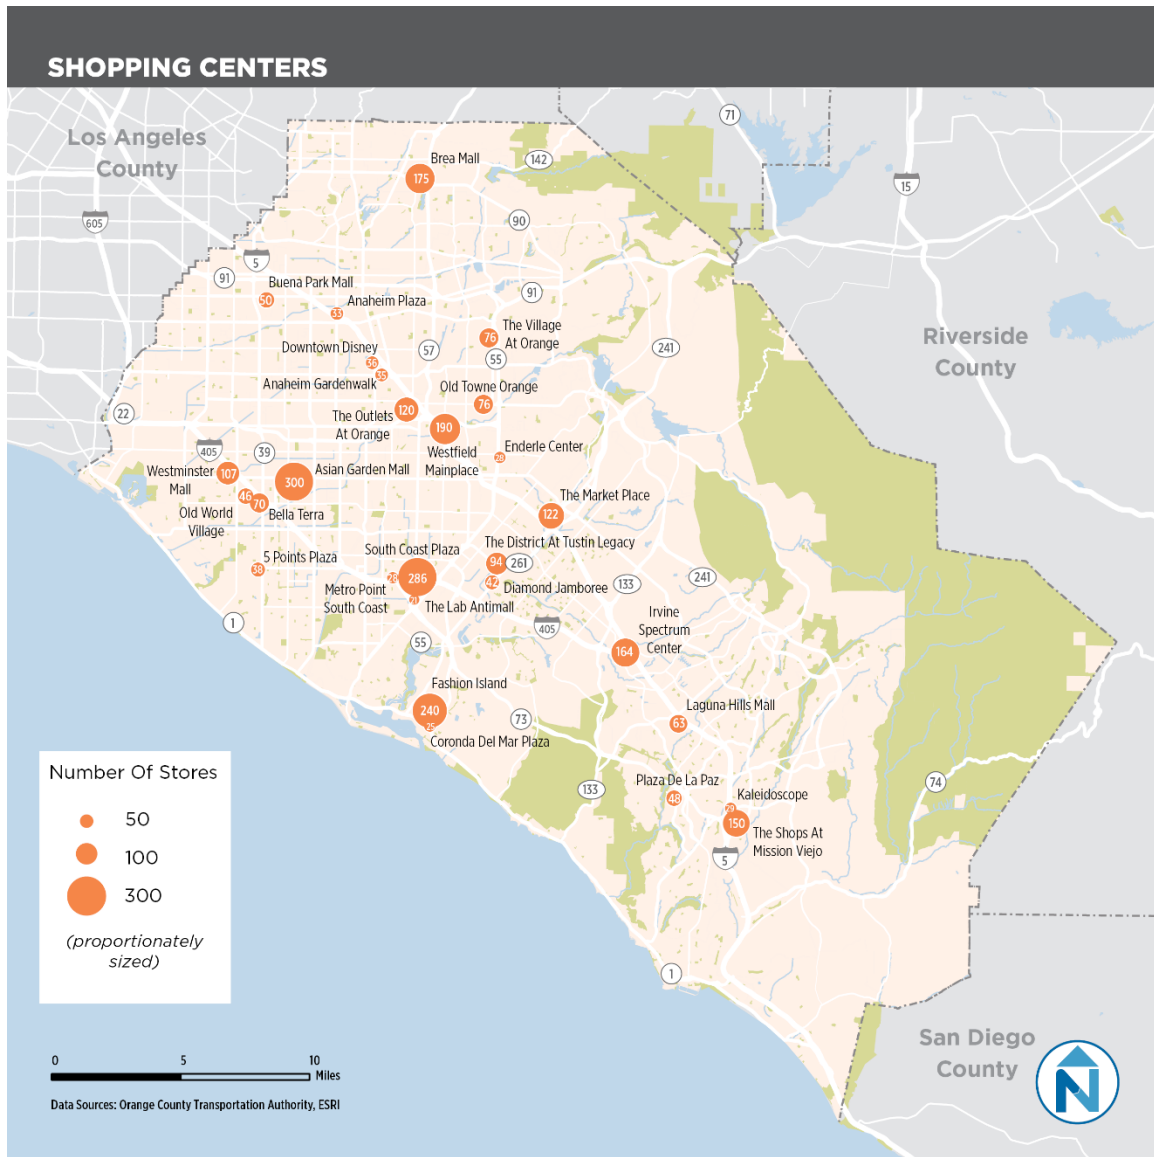 SHOPPING CENTERS
Los Angeles
County
71
142
Brea Mall
175
15
605
90
5
91
Buena Park Mall
50
Anaheim Plaza
33
91
The Village
At Orange
76
Riverside
County
Downtown Disney
36
57
55
241
Anaheim Gardenwalk
35
Old Towne Orange
76
22
The Outlets
At Orange
120
190
Westfield
Mainplace
Enderle Center
28
405
39
Westminster
Mall
107
Asian Garden Mall
300
46
70
Old World
Village
Bella Terra
The Market Place
122
The District At Tustin Legacy
94
261
South Coast Plaza
286
5 Points Plaza
38
28
Metro Point
South Coast
42
Diamond Jamboree
133
241
21
The Lab Antimall
1
405
55
Irvine
Spectrum
Center
164
Fashion Island
240
25
Coronda Del Mar Plaza
73
Laguna Hills Mall
63
133
Plaza De La Paz
48
Kaleidoscope
29
150
The Shops At
Mission Viejo
74
5
1
Number Of Stores
50
100
300
(proportionately
sized)
San Diego
County
N
0 5 10
Miles
Data Sources: Orange County Transportation Authority, ESRI